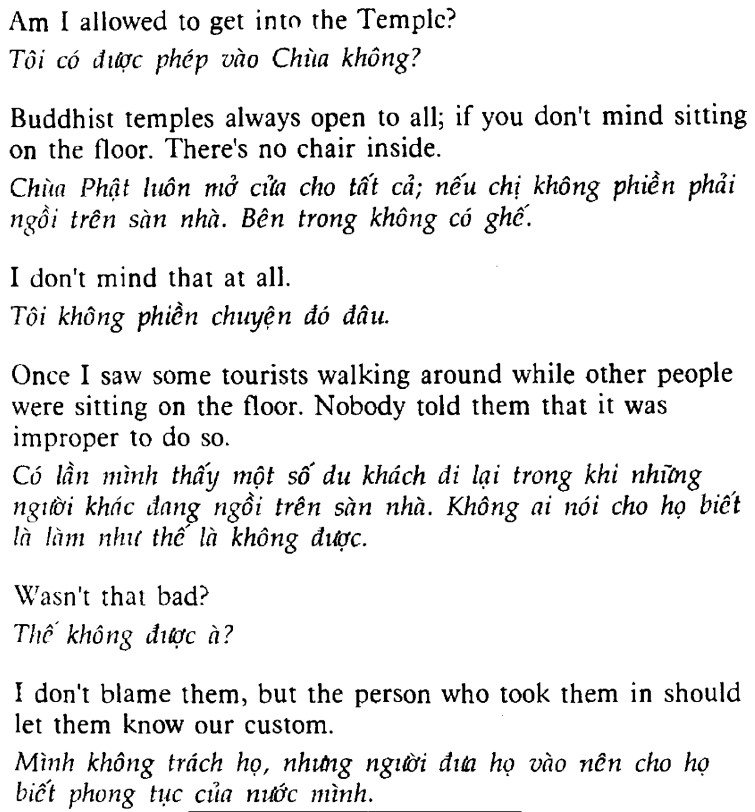 Am I allowed to get into the Temple?
Tôi có được phép vào Chùa không?
Buddhist temples always open to all; if you don't mind sitting
on the floor. There's no chair inside.
Chùa Phật luôn mở cửa cho tất cả; nếu chị không phiền phải
ngồi trên sàn nhà. Bên trong không có ghế.
I don't mind that at all.
Tôi không phiền chuyện đó đâu.
Once I saw some tourists walking around while other people
were sitting on the floor. Nobody told them that it was
improper to do so.
Có lần mình thấy một số du khách đi lại trong khi những
người khác đang ngồi trên sàn nhà. Không ai nói cho họ biết
là làm như thế là không được.
Wasn't that bad?
Thế không được à?
I don't blame them, but the person who took them in should
let them know our custom.
Mình không trách họ, nhưng người đưa họ vào nên cho họ
biết phong tục của nước mình.